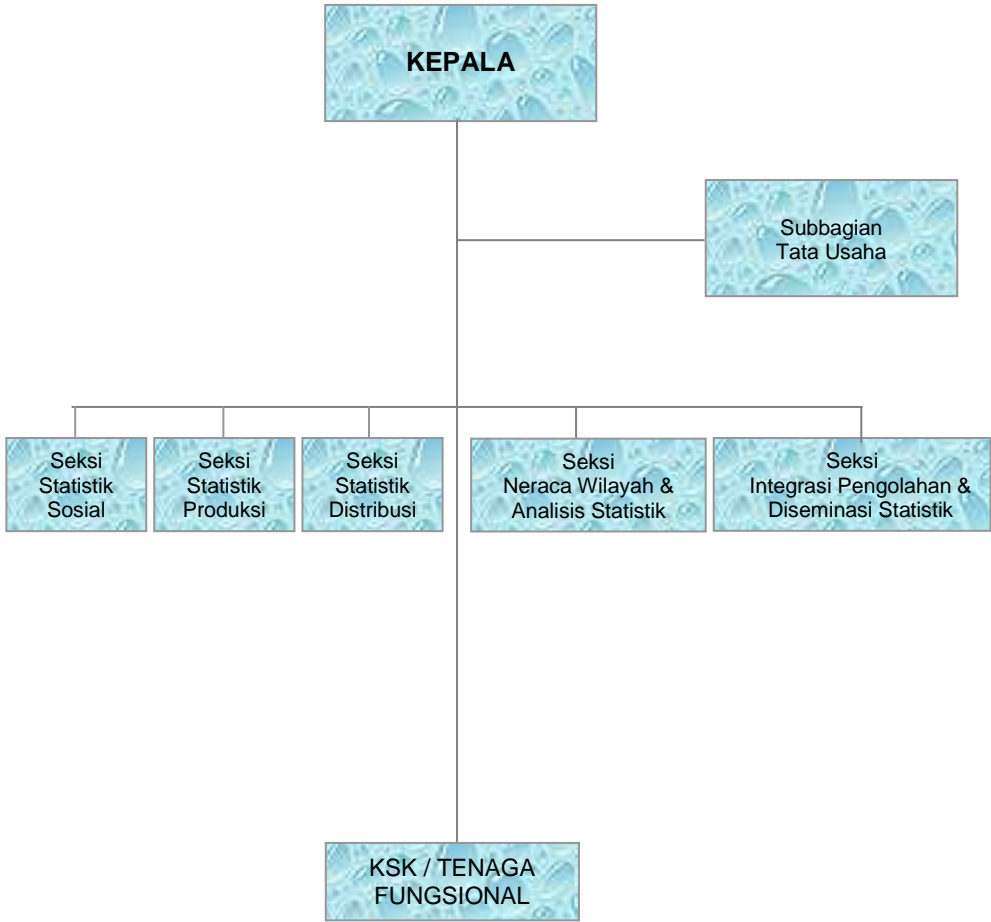 KEPALA
Subbagian
Tata Usaha
Seksi
Statistik
Sosial
Seksi
Statistik
Produksi
Seksi
Statistik
Distribusi
Seksi
Neraca Wilayah &
Analisis Statistik
Seksi
Integrasi Pengolahan &
Diseminasi Statistik
KSK / TENAGA
FUNGSIONAL